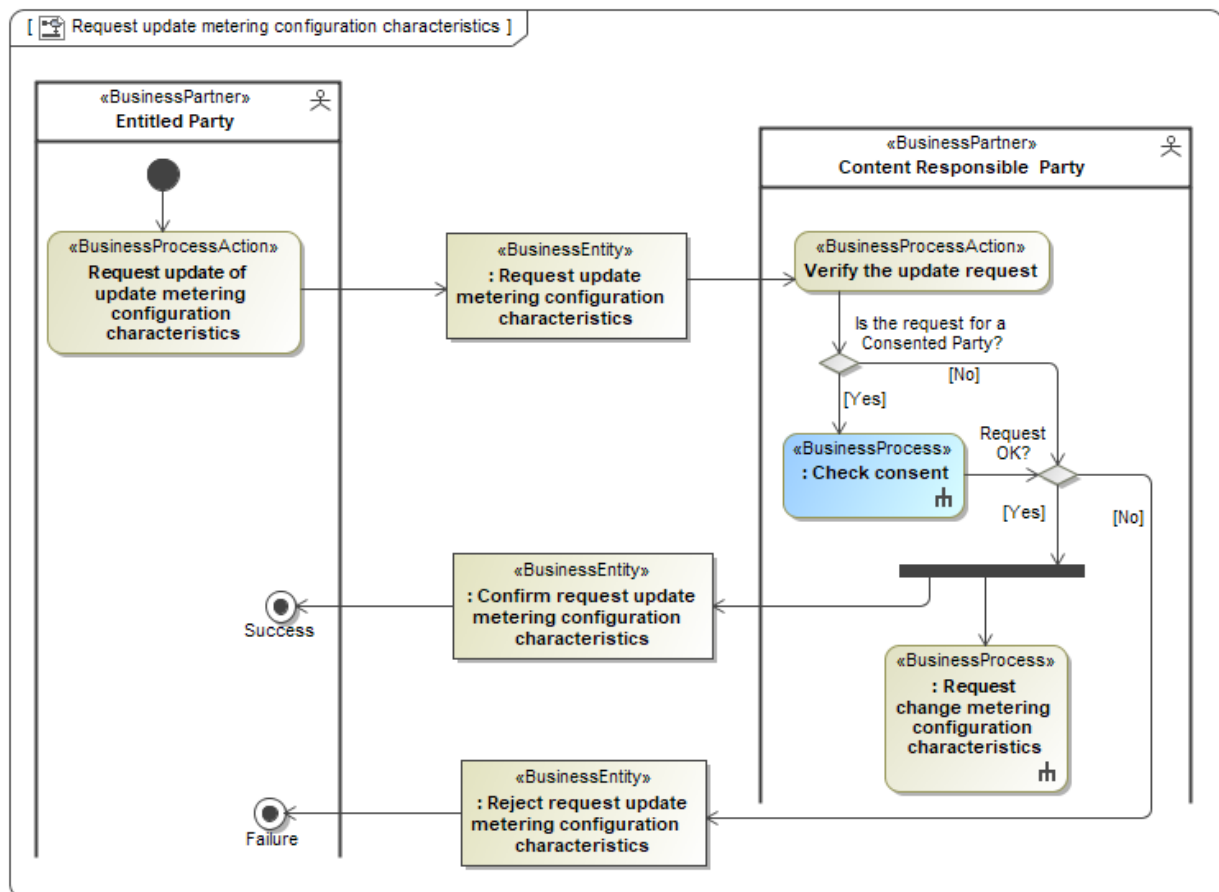 [ Request update metering configuration characteristics ]
«BusinessPartner»
Entitled Party
«BusinessPartner»
Content Responsible Party
«BusinessProcessAction»
Request update of
update metering
configuration
characteristics
«BusinessEntity»
: Request update
metering configuration
characteristics
«BusinessProcessAction»
Verify the update request
Is the request for a
Consented Party?
[No]
[Yes]
«BusinessProcess»
: Check consent
Request
OK?
[Yes]
[No]
«BusinessEntity»
: Confirm request update
metering configuration
characteristics
Success
«BusinessProcess»
: Request
change metering
configuration
characteristics
«BusinessEntity»
: Reject request update
metering configuration
characteristics
Failure